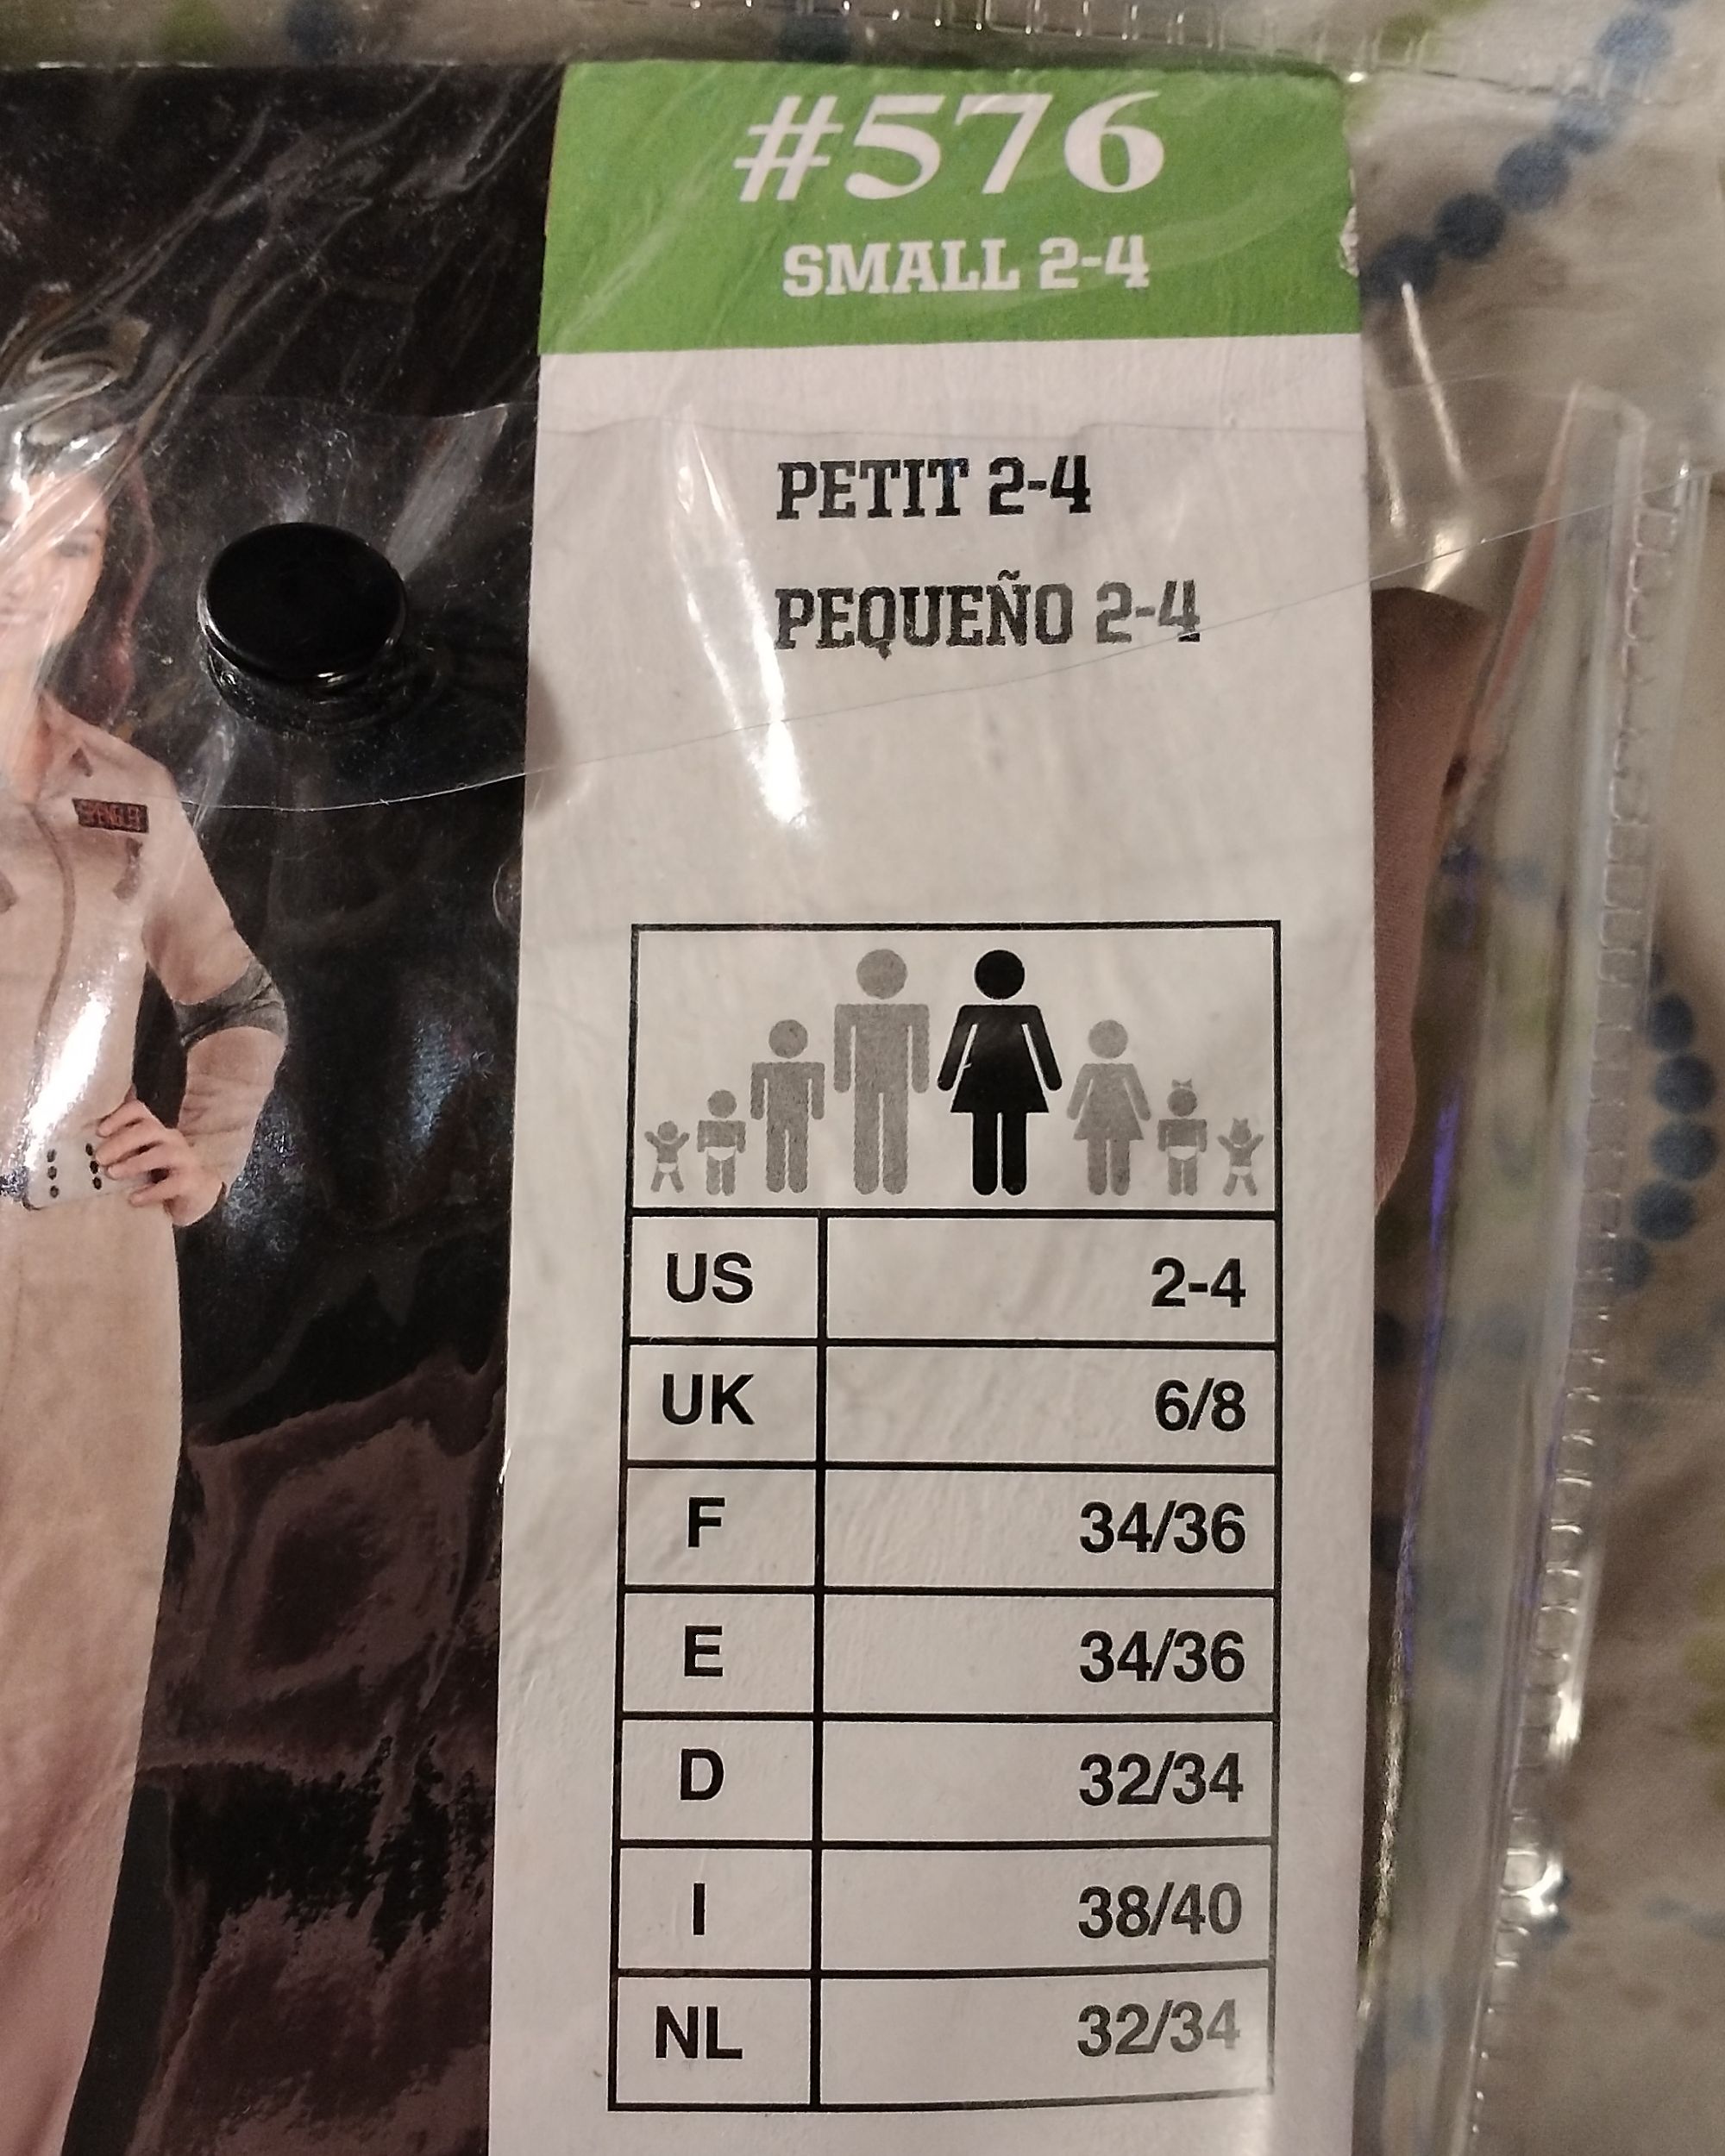 #576
SMALL 2-4
PETIT 2-4
PEQUEÑO 2-4
SPENGLER
US 2-4
UK 6/8
F 34/36
E 34/36
D 32/34
I 38/40
NL 32/34